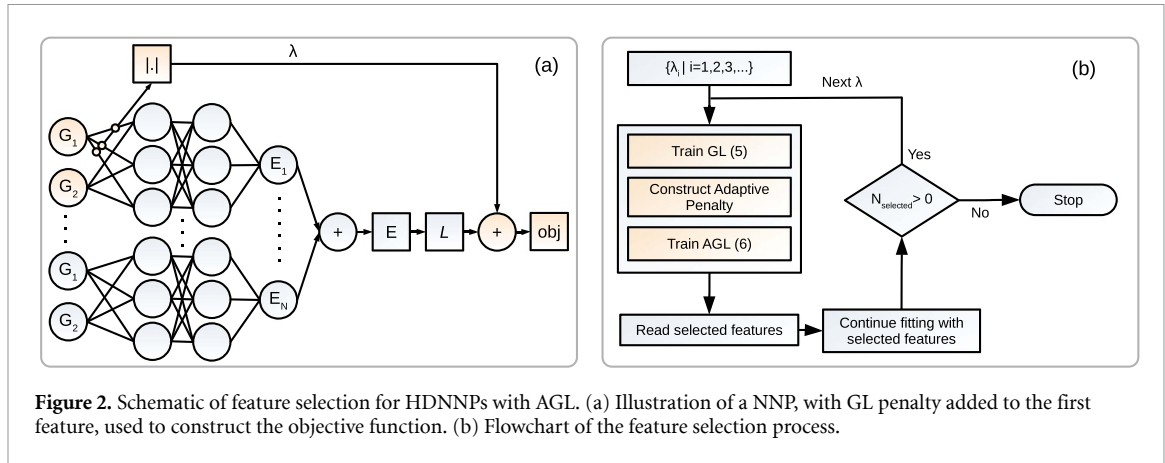 |.|
λ
(a)
G1
G2
G1
G2
E1
EN
+
E
L
+
obj
(b)
{λi | i=1,2,3,...}
Next λ
Train GL (5)
Construct Adaptive
Penalty
Train AGL (6)
Yes
Nselected> 0
No
Stop
Read selected features
Continue fitting with
selected features
Figure 2. Schematic of feature selection for HDNNPs with AGL. (a) Illustration of a NNP, with GL penalty added to the first
feature, used to construct the objective function. (b) Flowchart of the feature selection process.